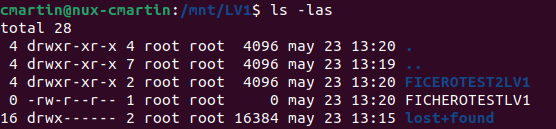 cmartin@nux-cmartin:/mnt/LV1$ ls -las
total 28
 4 drwxr-xr-x 4 root root  4096 may 23 13:20 .
 4 drwxr-xr-x 7 root root  4096 may 23 13:19 ..
 4 drwxr-xr-x 2 root root  4096 may 23 13:20 FICEROTEST2LV1
 0 -rw-r--r-- 1 root root     0 may 23 13:20 FICHEROTESTLV1
16 drwx------ 2 root root 16384 may 23 13:15 lost+found